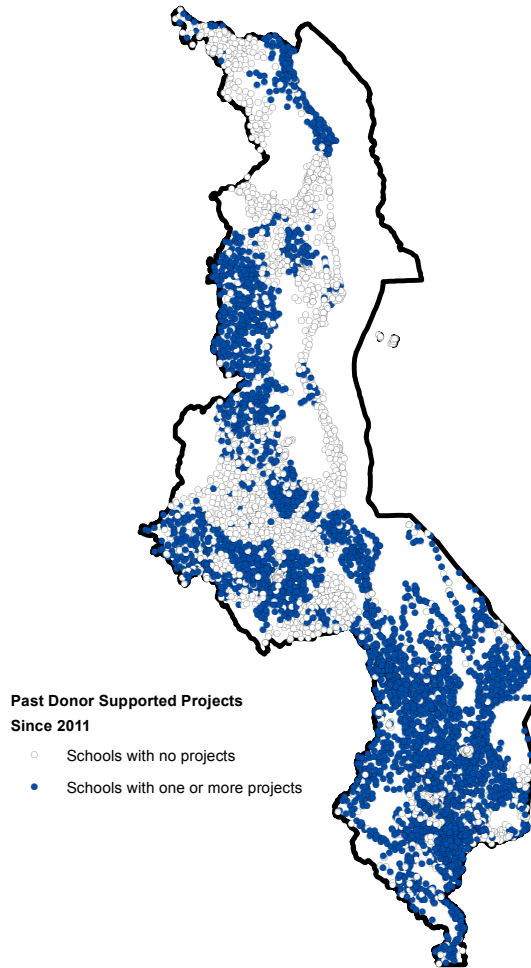 Past Donor Supported Projects
Since 2011
Schools with no projects
Schools with one or more projects